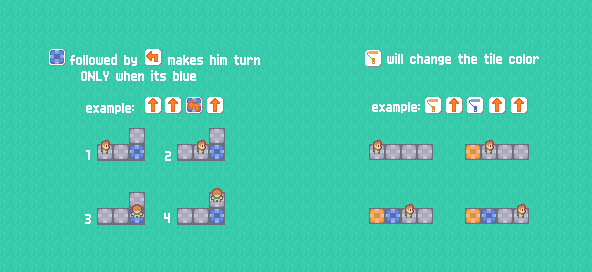 followed by makes him turn
ONLY when its blue
example:
1
2
3
4
will change the tile color
example: